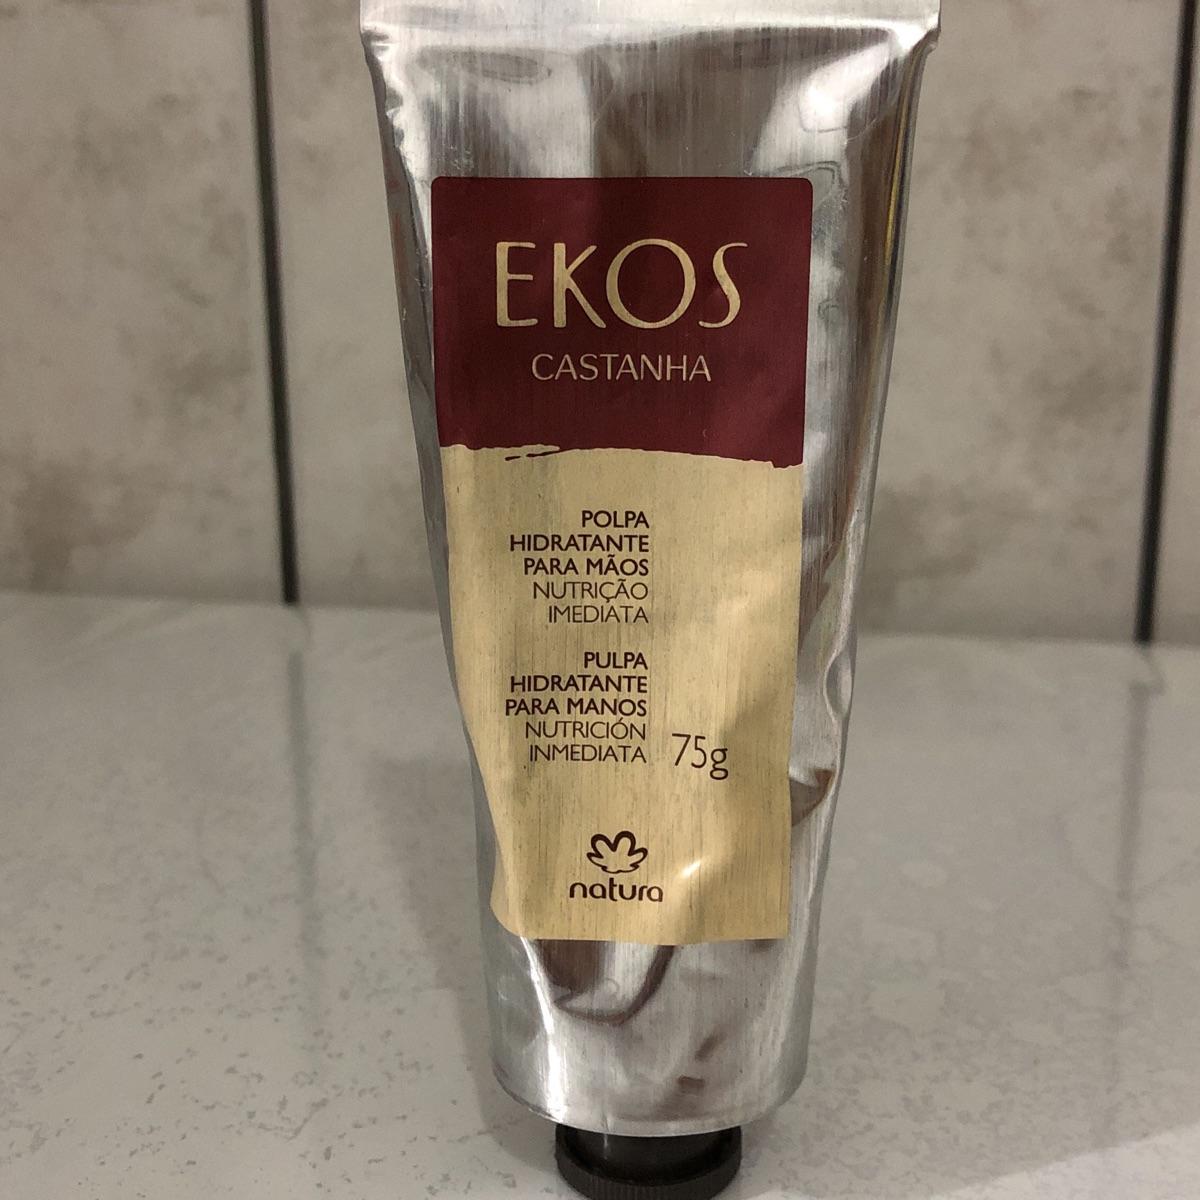 EKOS
CASTANHA
POLPA
HIDRATANTE
PARA MÃOS
NUTRIÇÃO
IMEDIATA
PULPA
HIDRATANTE
PARA MANOS
NUTRICIÓN
INMEDIATA
75g
natura